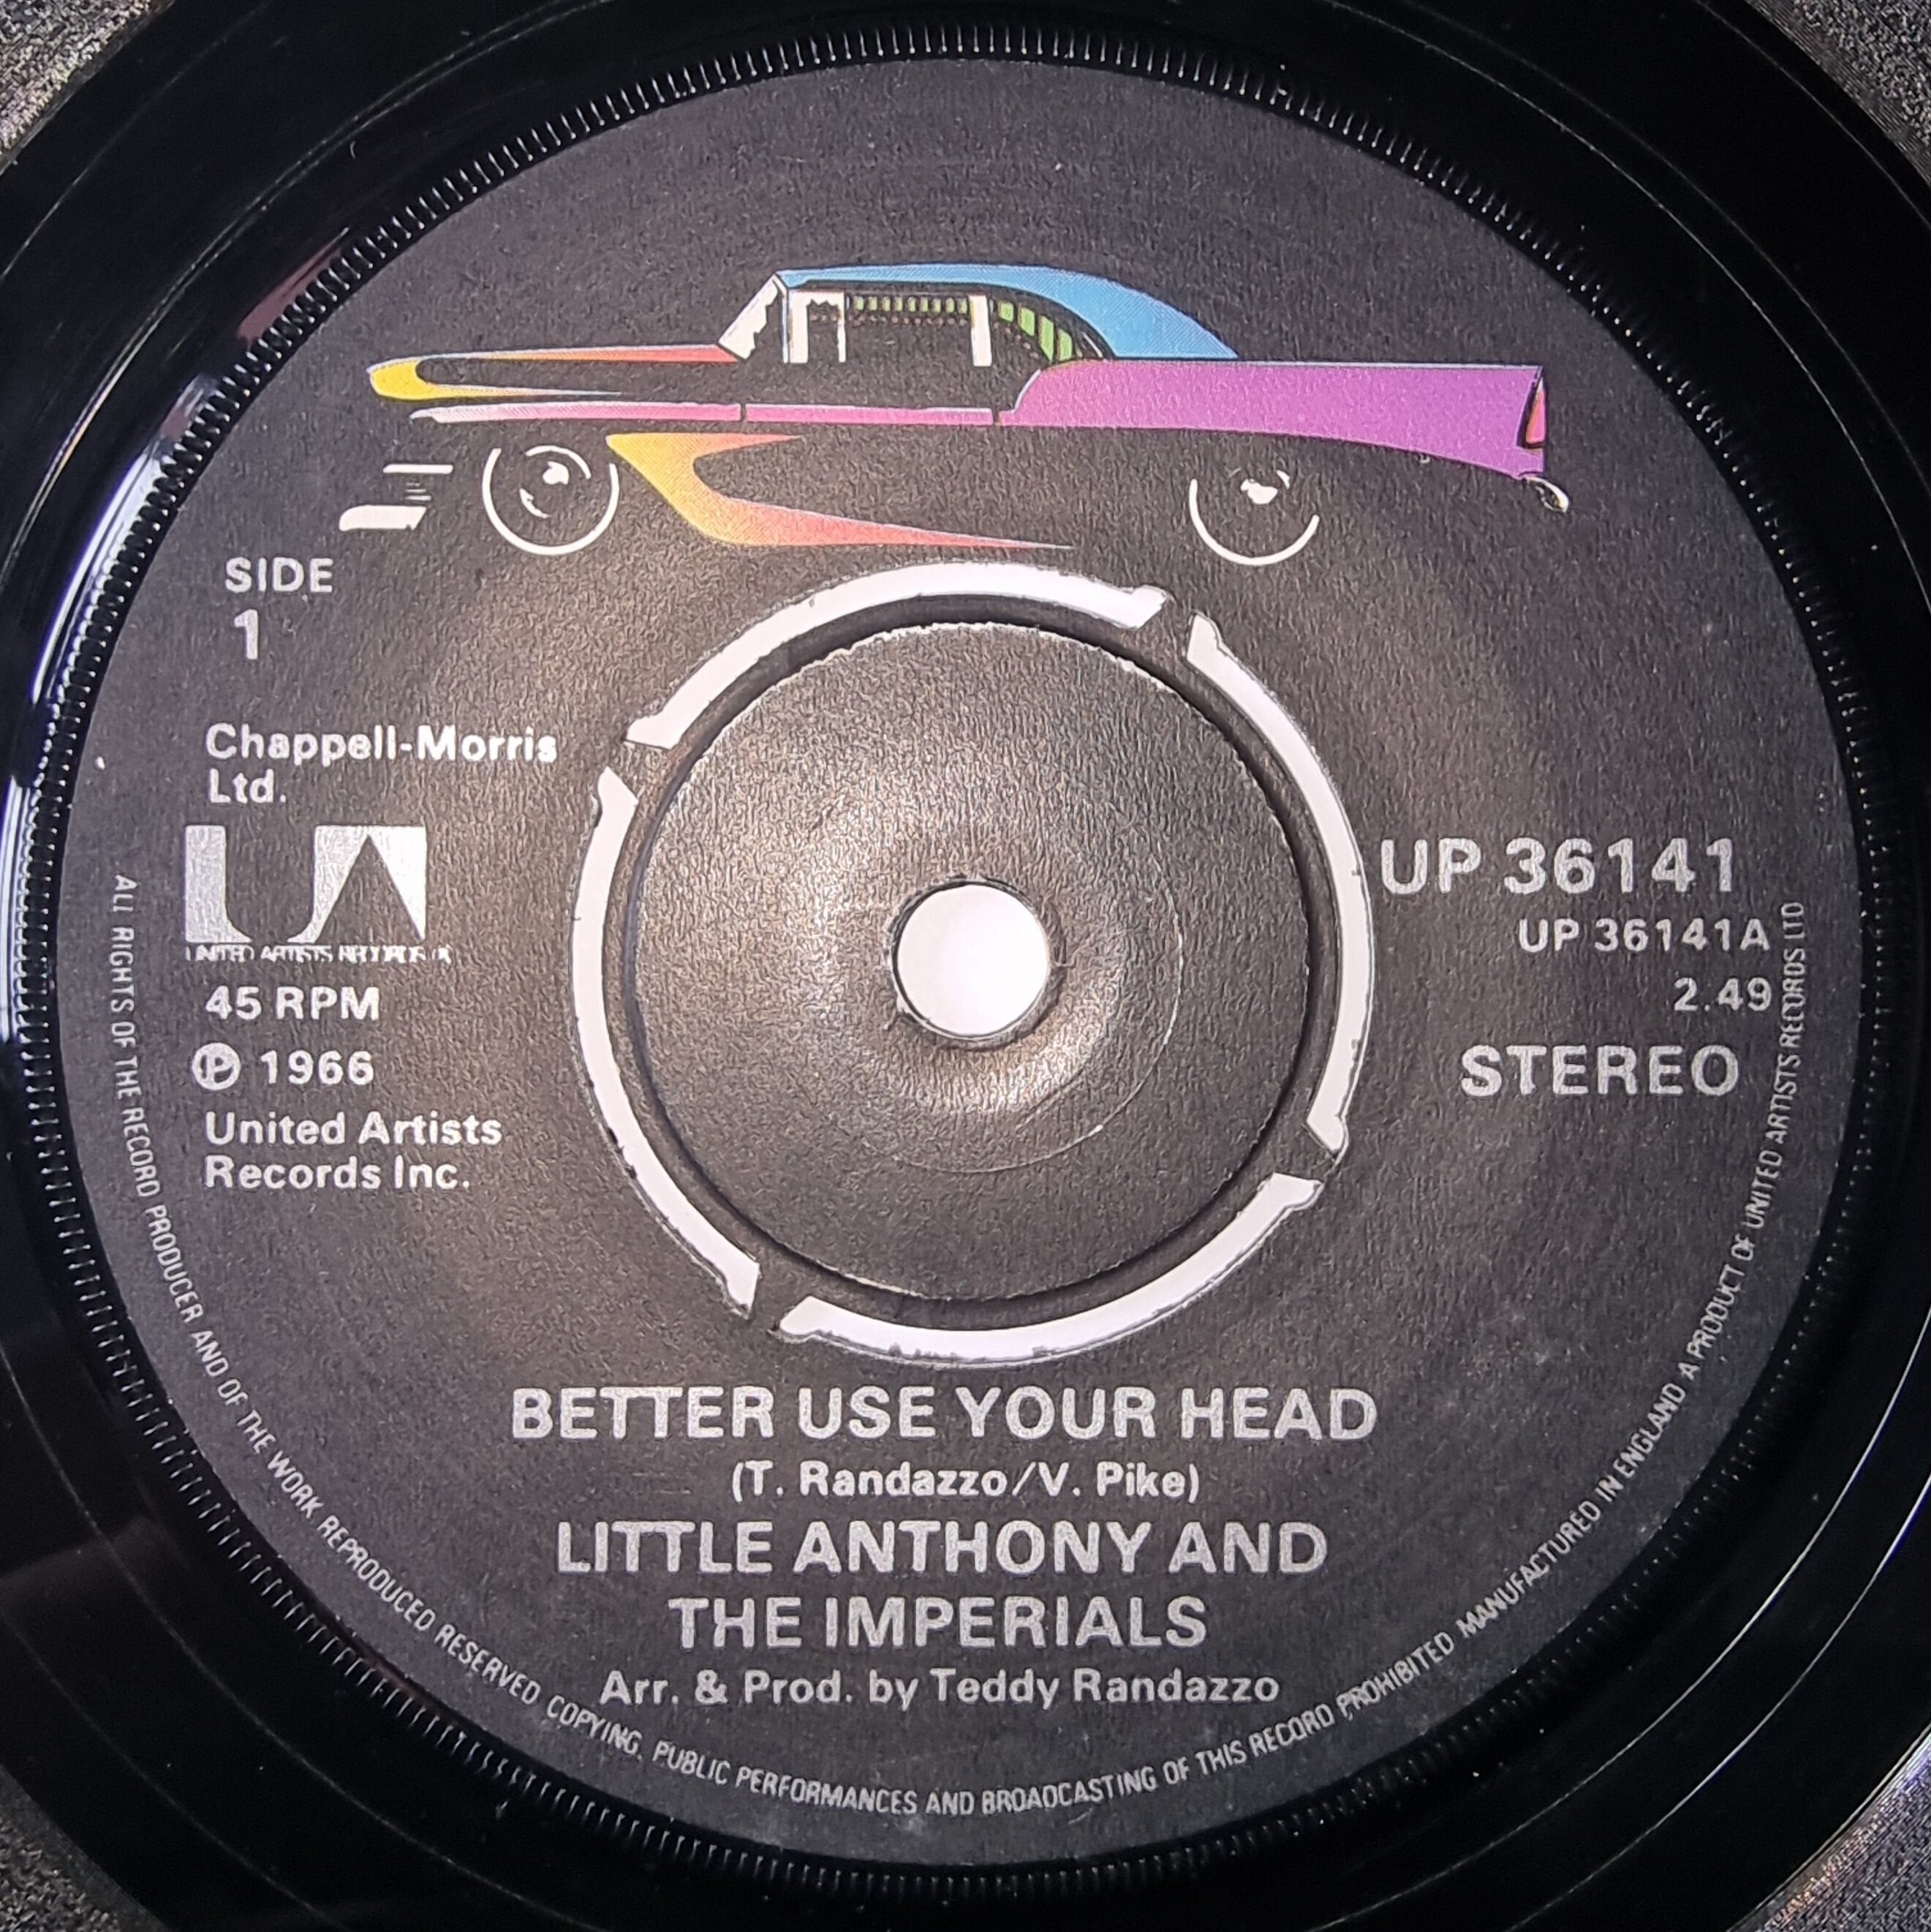 SIDE
1
Chappell-Morris
Ltd.
UA
UNITED ARTISTS RECORDS
45 RPM
Ⓟ 1966
United Artists
Records Inc.
UP 36141
UP 36141A
2.49
STEREO
BETTER USE YOUR HEAD
(T. Randazzo/V. Pike)
LITTLE ANTHONY AND
THE IMPERIALS
Arr. & Prod. by Teddy Randazzo
ALL RIGHTS OF THE RECORD PRODUCER AND OF THE WORK REPRODUCED RESERVED COPYING, PUBLIC PERFORMANCES AND BROADCASTING OF THIS RECORD PROHIBITED MANUFACTURED IN ENGLAND A PRODUCT OF UNITED ARTISTS RECORDS LTD